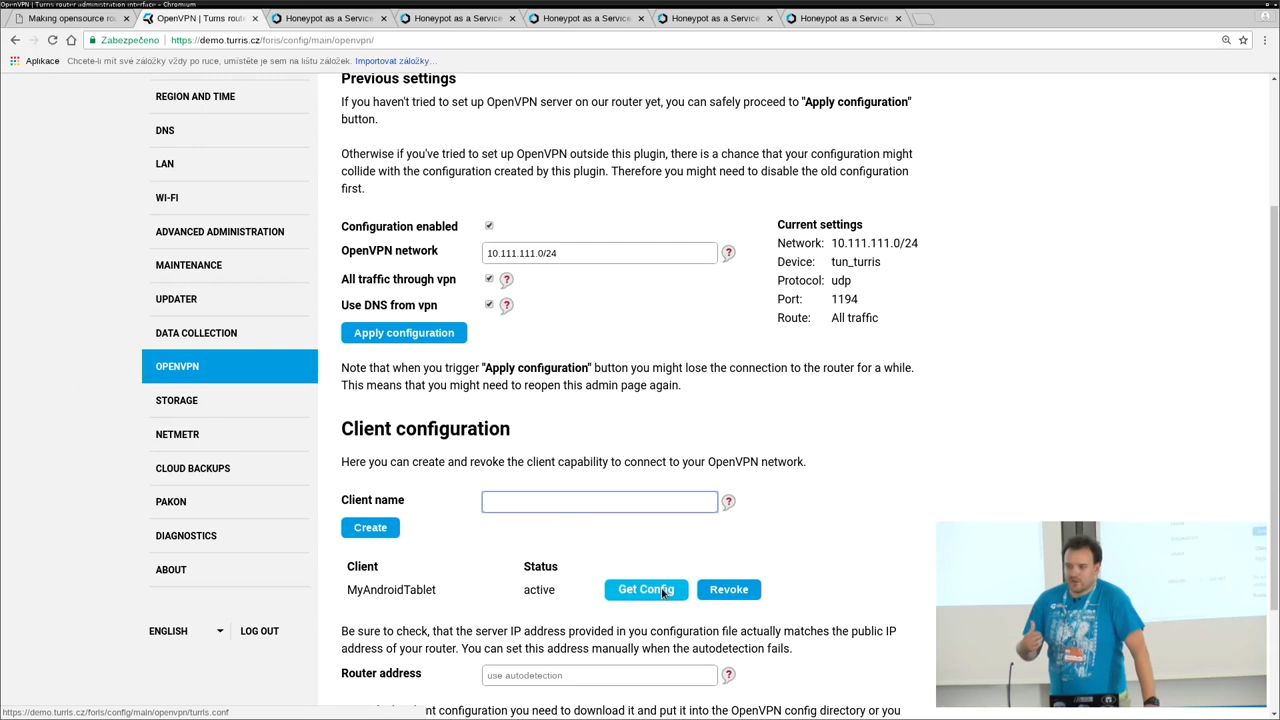 OpenVPN | Turris router administration interface - Chromium
Making opensource ro
OpenVPN | Turris route
Honeypot as a Service
Honeypot as a Service
Honeypot as a Service
Honeypot as a Service
Honeypot as a Service
Zabezpečeno https://demo.turris.cz/foris/config/main/openvpn/
Aplikace Chcete-li mít své záložky vždy po ruce, umístěte je sem na lištu záložek. Importovat záložky…
REGION AND TIME
DNS
LAN
WI-FI
ADVANCED ADMINISTRATION
MAINTENANCE
UPDATER
DATA COLLECTION
OPENVPN
STORAGE
NETMETR
CLOUD BACKUPS
PAKON
DIAGNOSTICS
ABOUT
ENGLISH LOG OUT
Previous settings
If you haven't tried to set up OpenVPN server on our router yet, you can safely proceed to "Apply configuration"
button.
Otherwise if you've tried to set up OpenVPN outside this plugin, there is a chance that your configuration might
collide with the configuration created by this plugin. Therefore you might need to disable the old configuration
first.
Configuration enabled
OpenVPN network 10.111.111.0/24 ?
All traffic through vpn ?
Use DNS from vpn ?
Apply configuration
Current settings
Network: 10.111.111.0/24
Device: tun_turris
Protocol: udp
Port: 1194
Route: All traffic
Note that when you trigger "Apply configuration" button you might lose the connection to the router for a while.
This means that you might need to reopen this admin page again.
Client configuration
Here you can create and revoke the client capability to connect to your OpenVPN network.
Client name ?
Create
Client Status
MyAndroidTablet active Get Config Revoke
Be sure to check, that the server IP address provided in you configuration file actually matches the public IP
address of your router. You can set this address manually when the autodetection fails.
Router address use autodetection ?
configuration you need to download it and put it into the OpenVPN config directory or you
https://demo.turris.cz/foris/config/main/openvpn/turris.conf